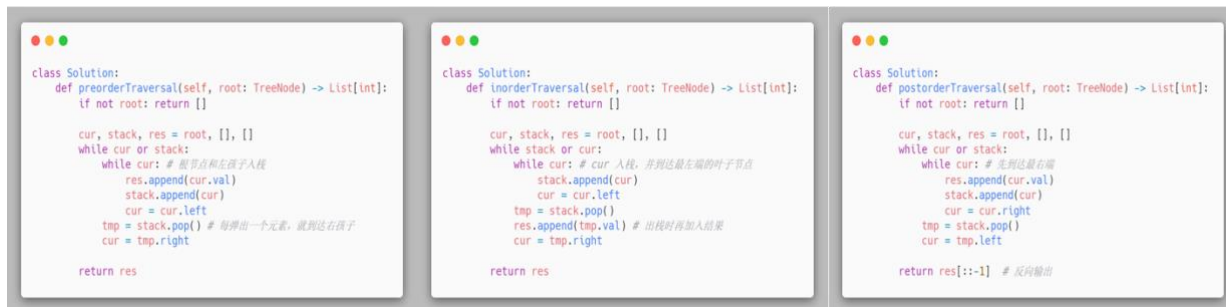 class Solution:
    def preorderTraversal(self, root: TreeNode) -> List[int]:
        if not root: return []
        cur, stack, res = root, [], []
        while cur or stack:
            while cur: # 根节点和左孩子入栈
                res.append(cur.val)
                stack.append(cur)
                cur = cur.left
            tmp = stack.pop() # 每弹出一个元素，就到达右孩子
            cur = tmp.right
        return res
class Solution:
    def inorderTraversal(self, root: TreeNode) -> List[int]:
        if not root: return []
        cur, stack, res = root, [], []
        while stack or cur:
            while cur: # cur 入栈，并到达最左端的叶子节点
                stack.append(cur)
                cur = cur.left
            tmp = stack.pop()
            res.append(tmp.val) # 出栈时再加入结果
            cur = tmp.right
        return res
class Solution:
    def postorderTraversal(self, root: TreeNode) -> List[int]:
        if not root: return []
        cur, stack, res = root, [], []
        while cur or stack:
            while cur: # 先到达最右端
                res.append(cur.val)
                stack.append(cur)
                cur = cur.right
            tmp = stack.pop()
            cur = tmp.left
        return res[::-1] # 反向输出